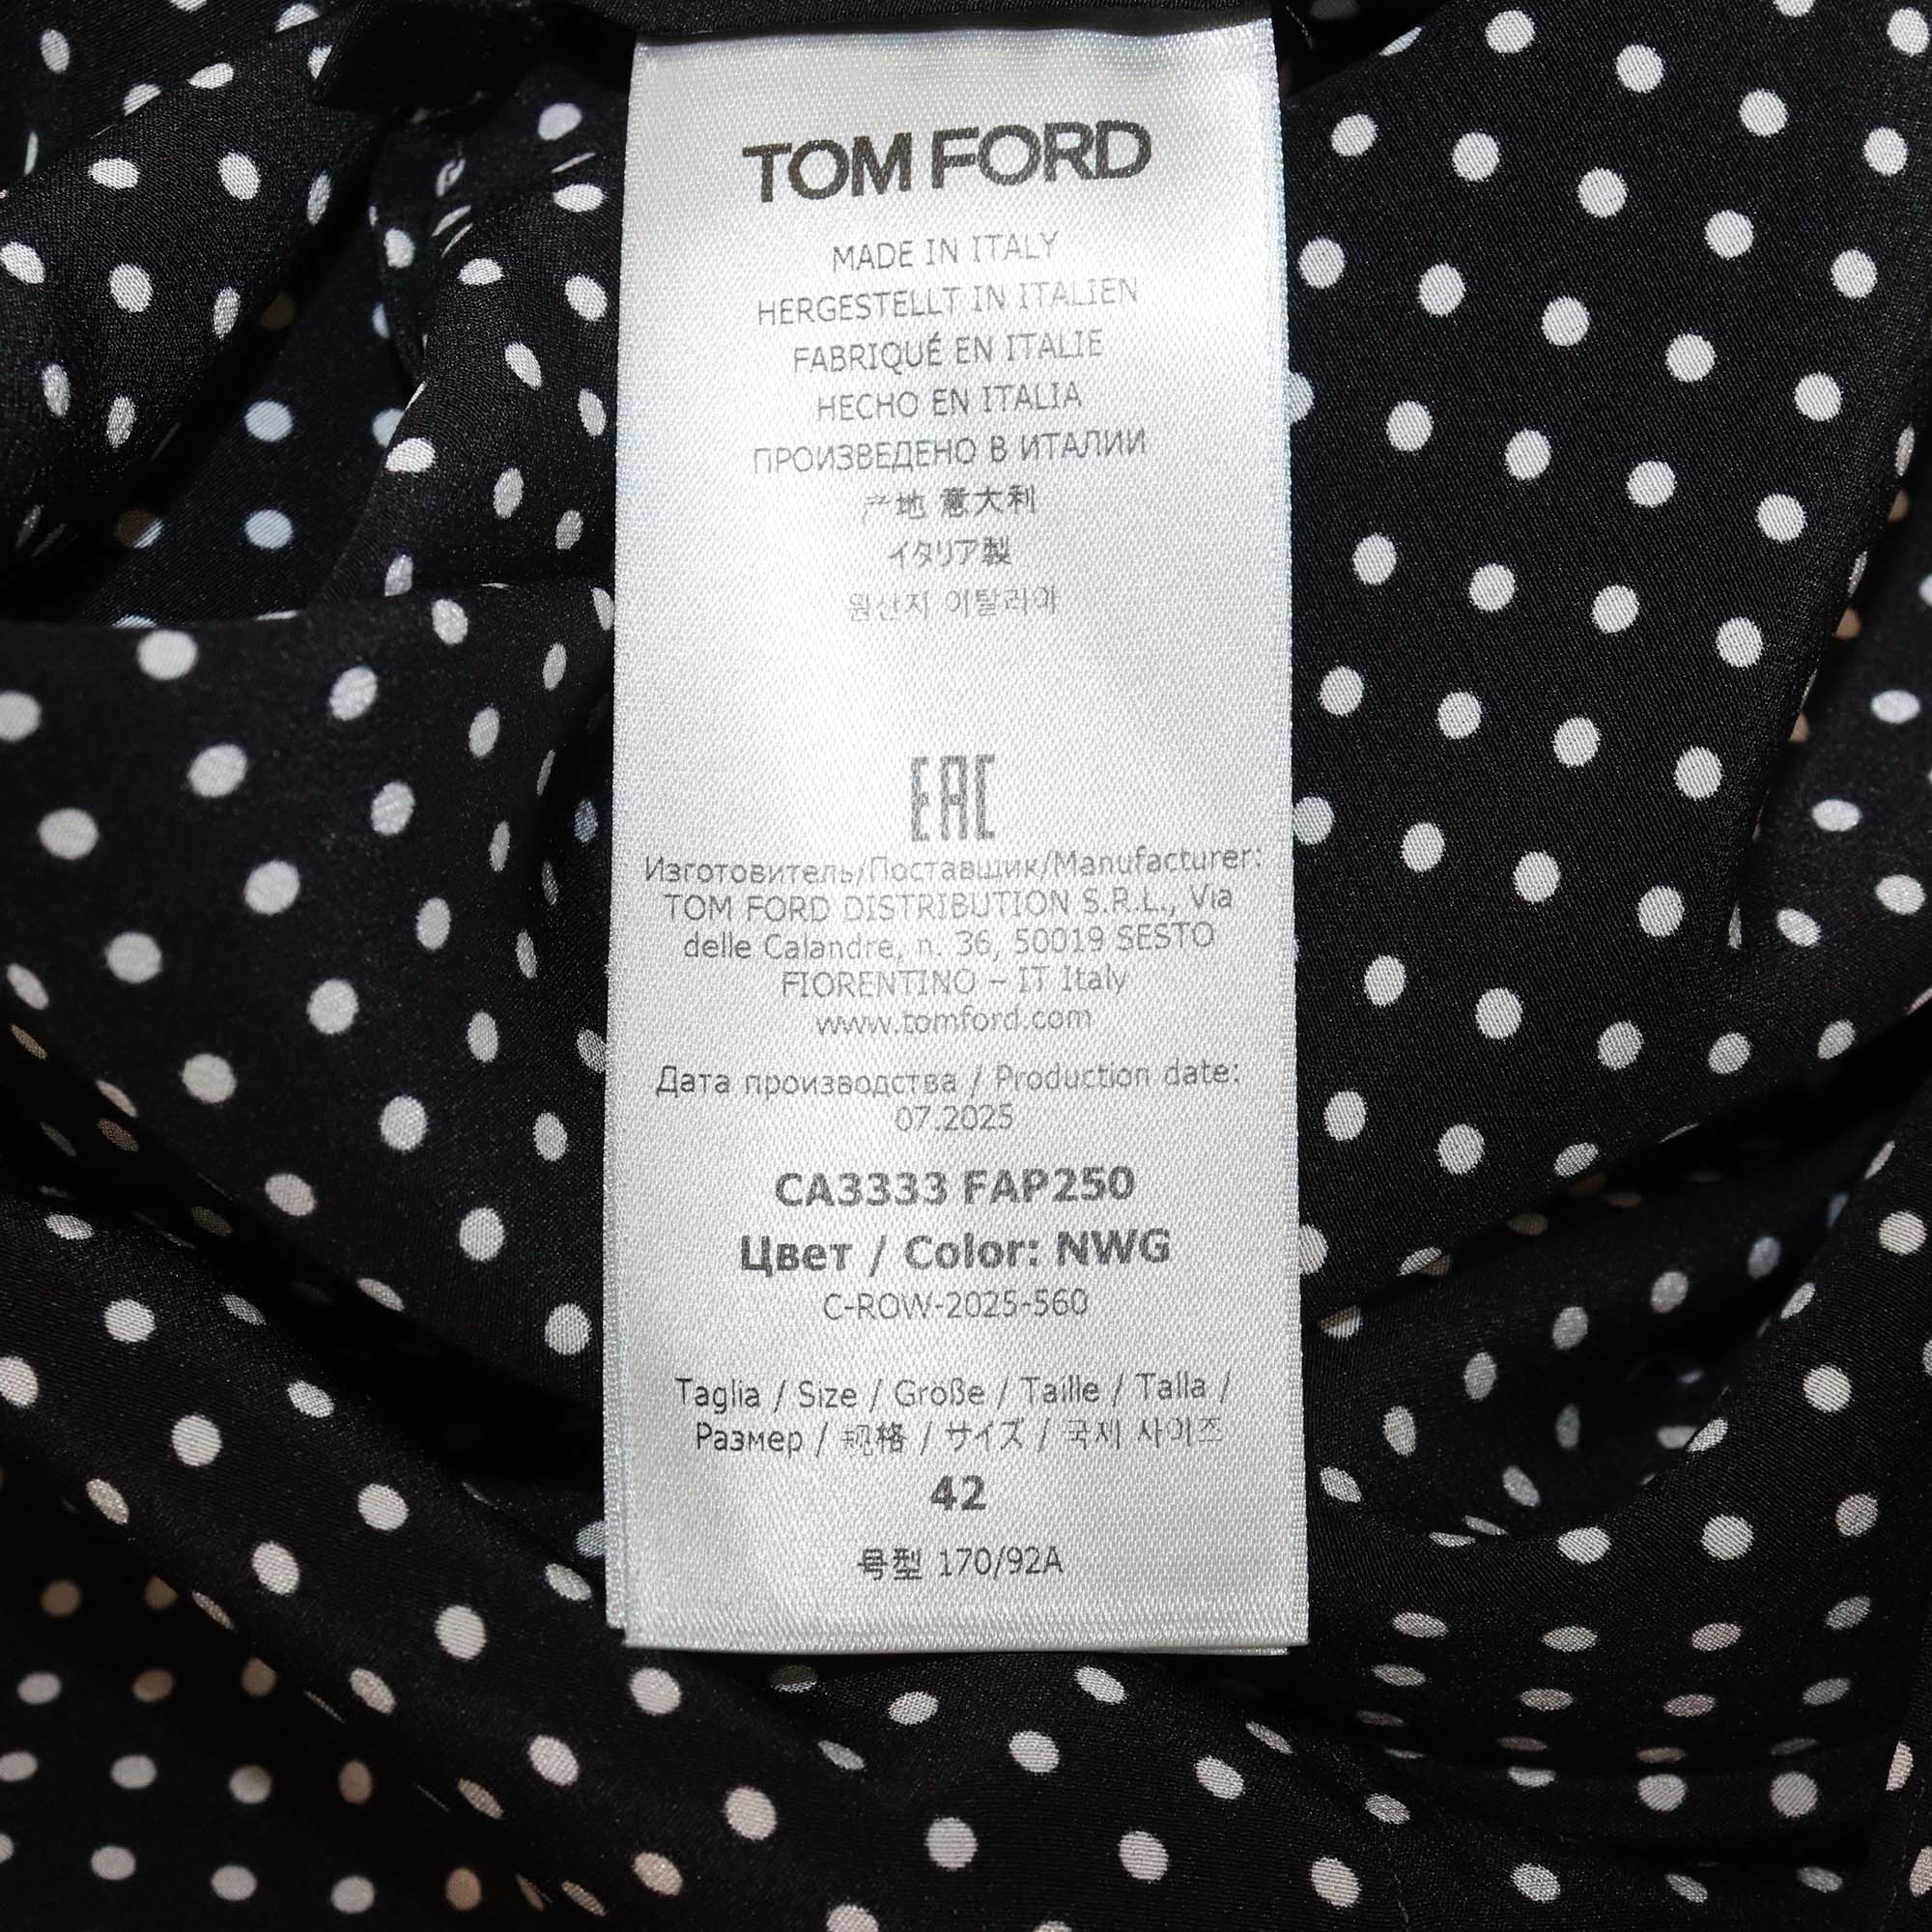 TOM FORD
MADE IN ITALY
HERGESTELLT IN ITALIEN
FABRIQUÉ EN ITALIE
HECHO EN ITALIA
ПРОИЗВЕДЕНО В ИТАЛИИ
产地 意大利
イタリア製
원산지 이탈리아
EAC
Изготовитель/Поставщик/Manufacturer:
TOM FORD DISTRIBUTION S.R.L., Via
delle Calandre, n. 36, 50019 SESTO
FIORENTINO – IT Italy
www.tomford.com
Дата производства / Production date:
07.2025
CA3333 FAP250
Цвет / Color: NWG
C-ROW-2025-560
Taglia / Size / Größe / Taille / Talla /
Размер / 规格 / サイズ / 국제 사이즈
42
号型 170/92A